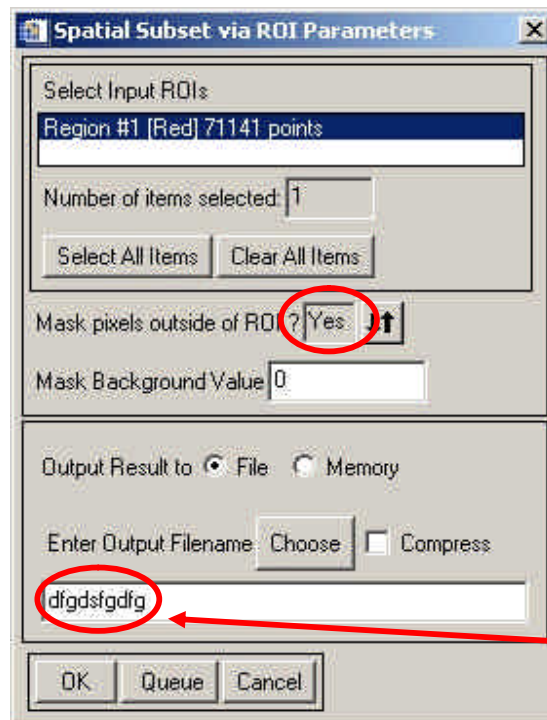 Spatial Subset via ROI Parameters
Select Input ROIs
Region #1 [Red] 71141 points
Number of items selected: 1
Select All Items Clear All Items
Mask pixels outside of ROI ? Yes
Mask Background Value 0
Output Result to File Memory
Enter Output Filename Choose Compress
dfgdsfgdfg
OK Queue Cancel